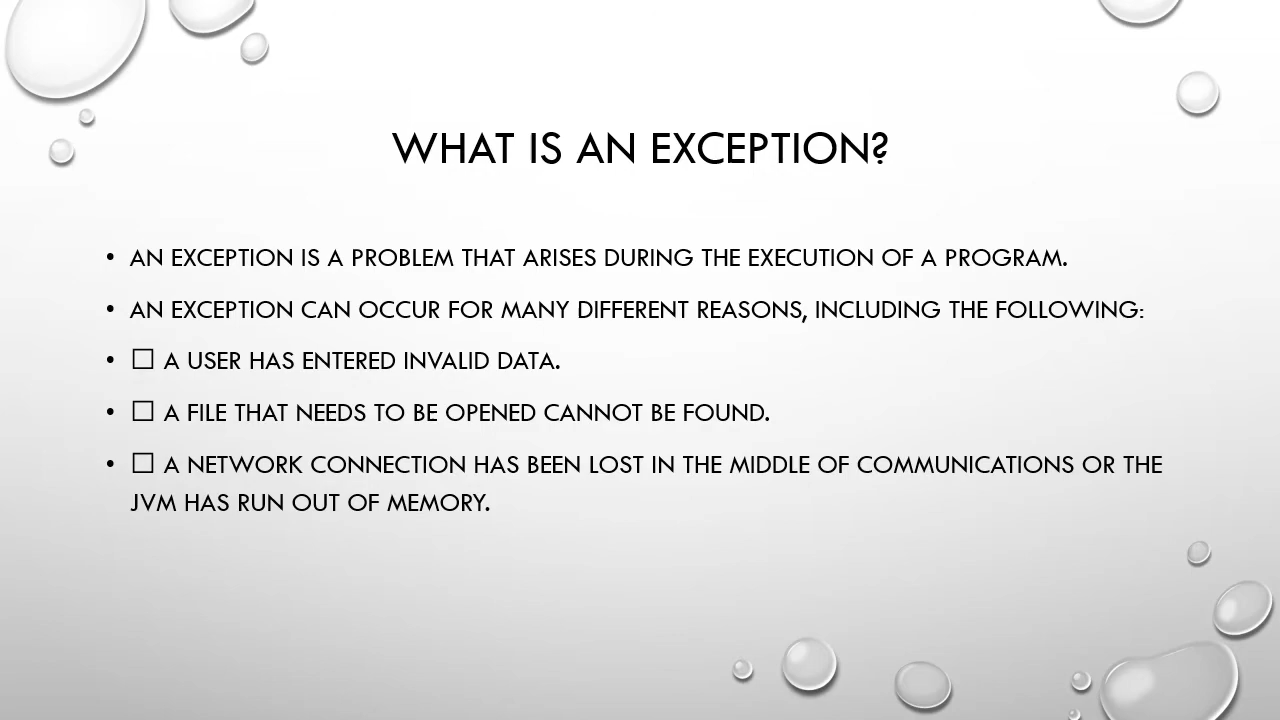 WHAT IS AN EXCEPTION?
• AN EXCEPTION IS A PROBLEM THAT ARISES DURING THE EXECUTION OF A PROGRAM.
• AN EXCEPTION CAN OCCUR FOR MANY DIFFERENT REASONS, INCLUDING THE FOLLOWING:
• ☐ A USER HAS ENTERED INVALID DATA.
• ☐ A FILE THAT NEEDS TO BE OPENED CANNOT BE FOUND.
• ☐ A NETWORK CONNECTION HAS BEEN LOST IN THE MIDDLE OF COMMUNICATIONS OR THE
JVM HAS RUN OUT OF MEMORY.